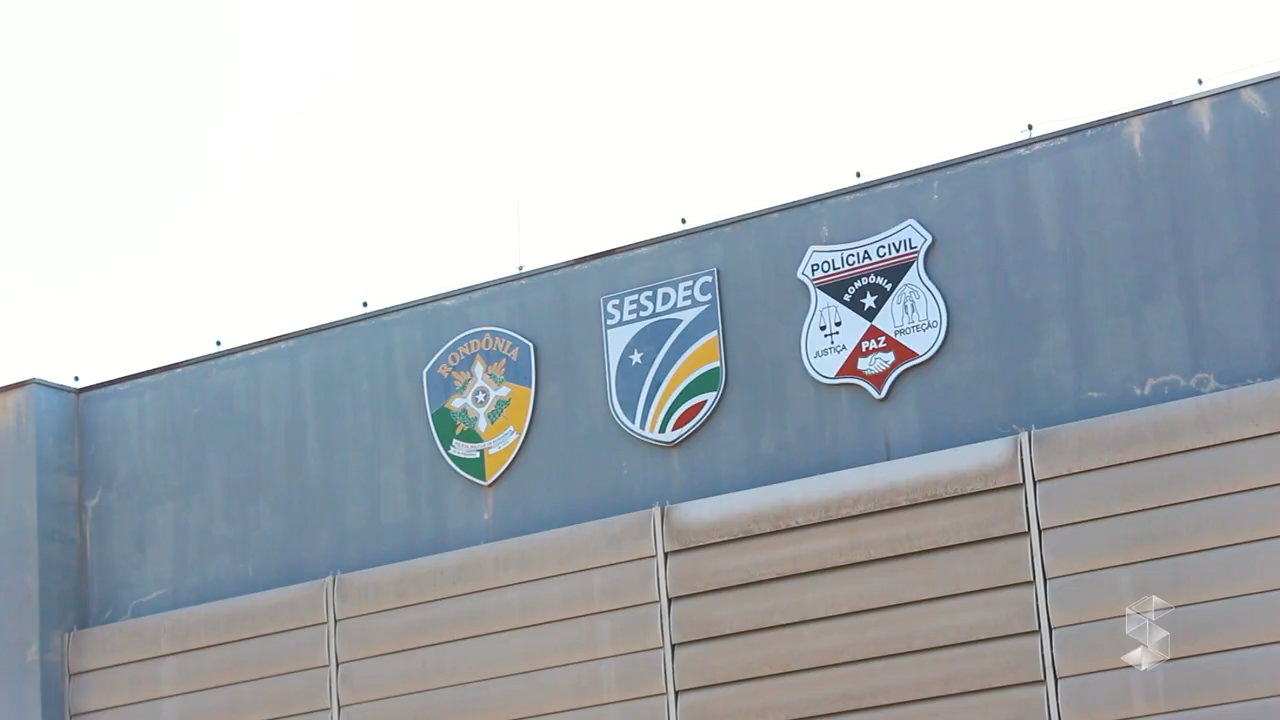 RONDÔNIA
SESDEC
POLÍCIA CIVIL
RONDÔNIA
JUSTIÇA
PAZ
PROTEÇÃO